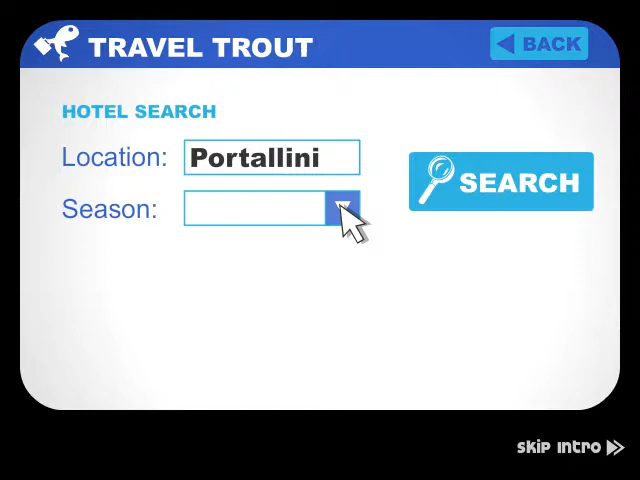 TRAVEL TROUT
BACK
HOTEL SEARCH
Location: Portallini
SEARCH
Season:
skip intro